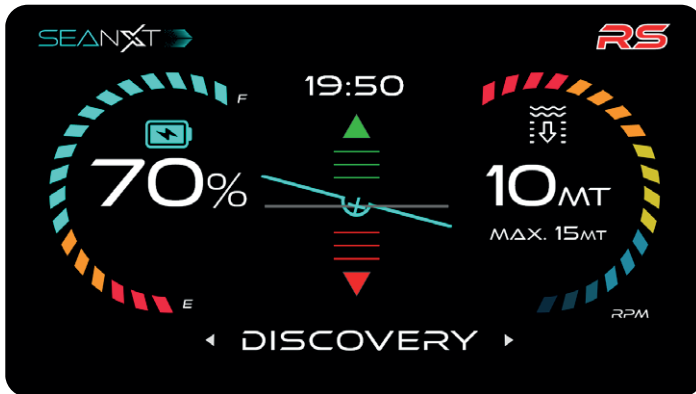 SEANXT
RS
19:50
F
70%
10MT
MAX. 15MT
E
RPM
DISCOVERY